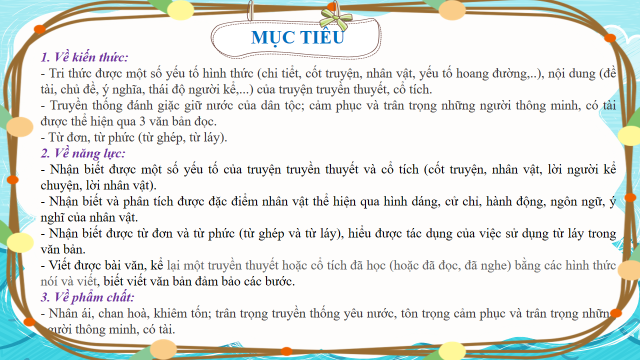 MỤC TIÊU
1. Về kiến thức:
- Tri thức được một số yếu tố hình thức (chi tiết, cốt truyện, nhân vật, yếu tố hoang đường,..), nội dung (đề
tài, chủ đề, ý nghĩa, thái độ người kể,...) của truyện truyền thuyết, cổ tích.
- Truyền thống đánh giặc giữ nước của dân tộc; cảm phục và trân trọng những người thông minh, có tài
được thể hiện qua 3 văn bản đọc.
- Từ đơn, từ phức (từ ghép, từ láy).
2. Về năng lực:
- Nhận biết được một số yếu tố của truyện truyền thuyết và cổ tích (cốt truyện, nhân vật, lời người kể
chuyện, lời nhân vật).
- Nhận biết và phân tích được đặc điểm nhân vật thể hiện qua hình dáng, cử chỉ, hành động, ngôn ngữ, ý
nghĩ của nhân vật.
- Nhận biết được từ đơn và từ phức (từ ghép và từ láy), hiểu được tác dụng của việc sử dụng từ láy trong
văn bản.
- Viết được bài văn, kể lại một truyền thuyết hoặc cổ tích đã học (hoặc đã đọc, đã nghe) bằng các hình thức
nói và viết, biết viết văn bản đảm bảo các bước.
3. Về phẩm chất:
- Nhân ái, chan hoà, khiêm tốn; trân trọng truyền thống yêu nước, tôn trọng cảm phục và trân trọng những
người thông minh, có tài.